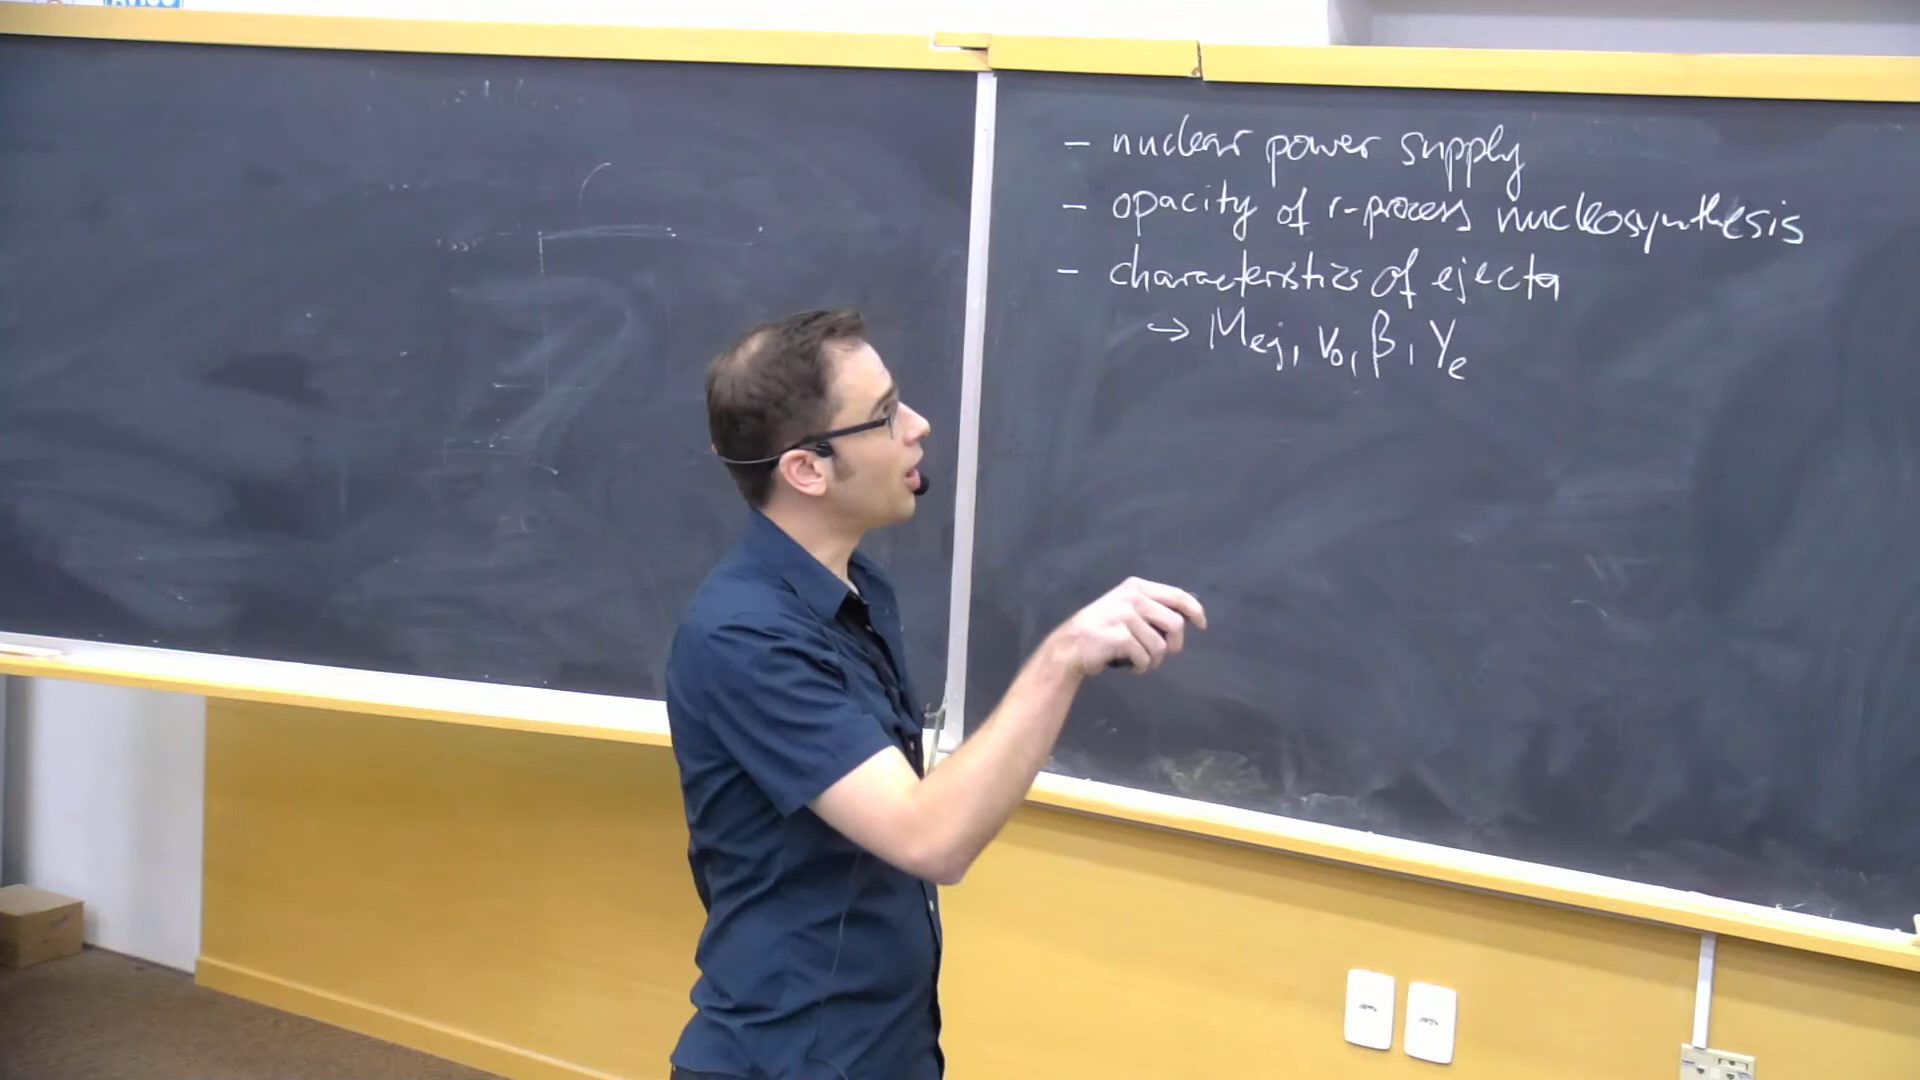 - nuclear power supply
- opacity of r-process nucleosynthesis
- characteristics of ejecta
→ Mej, v0, β, Ye